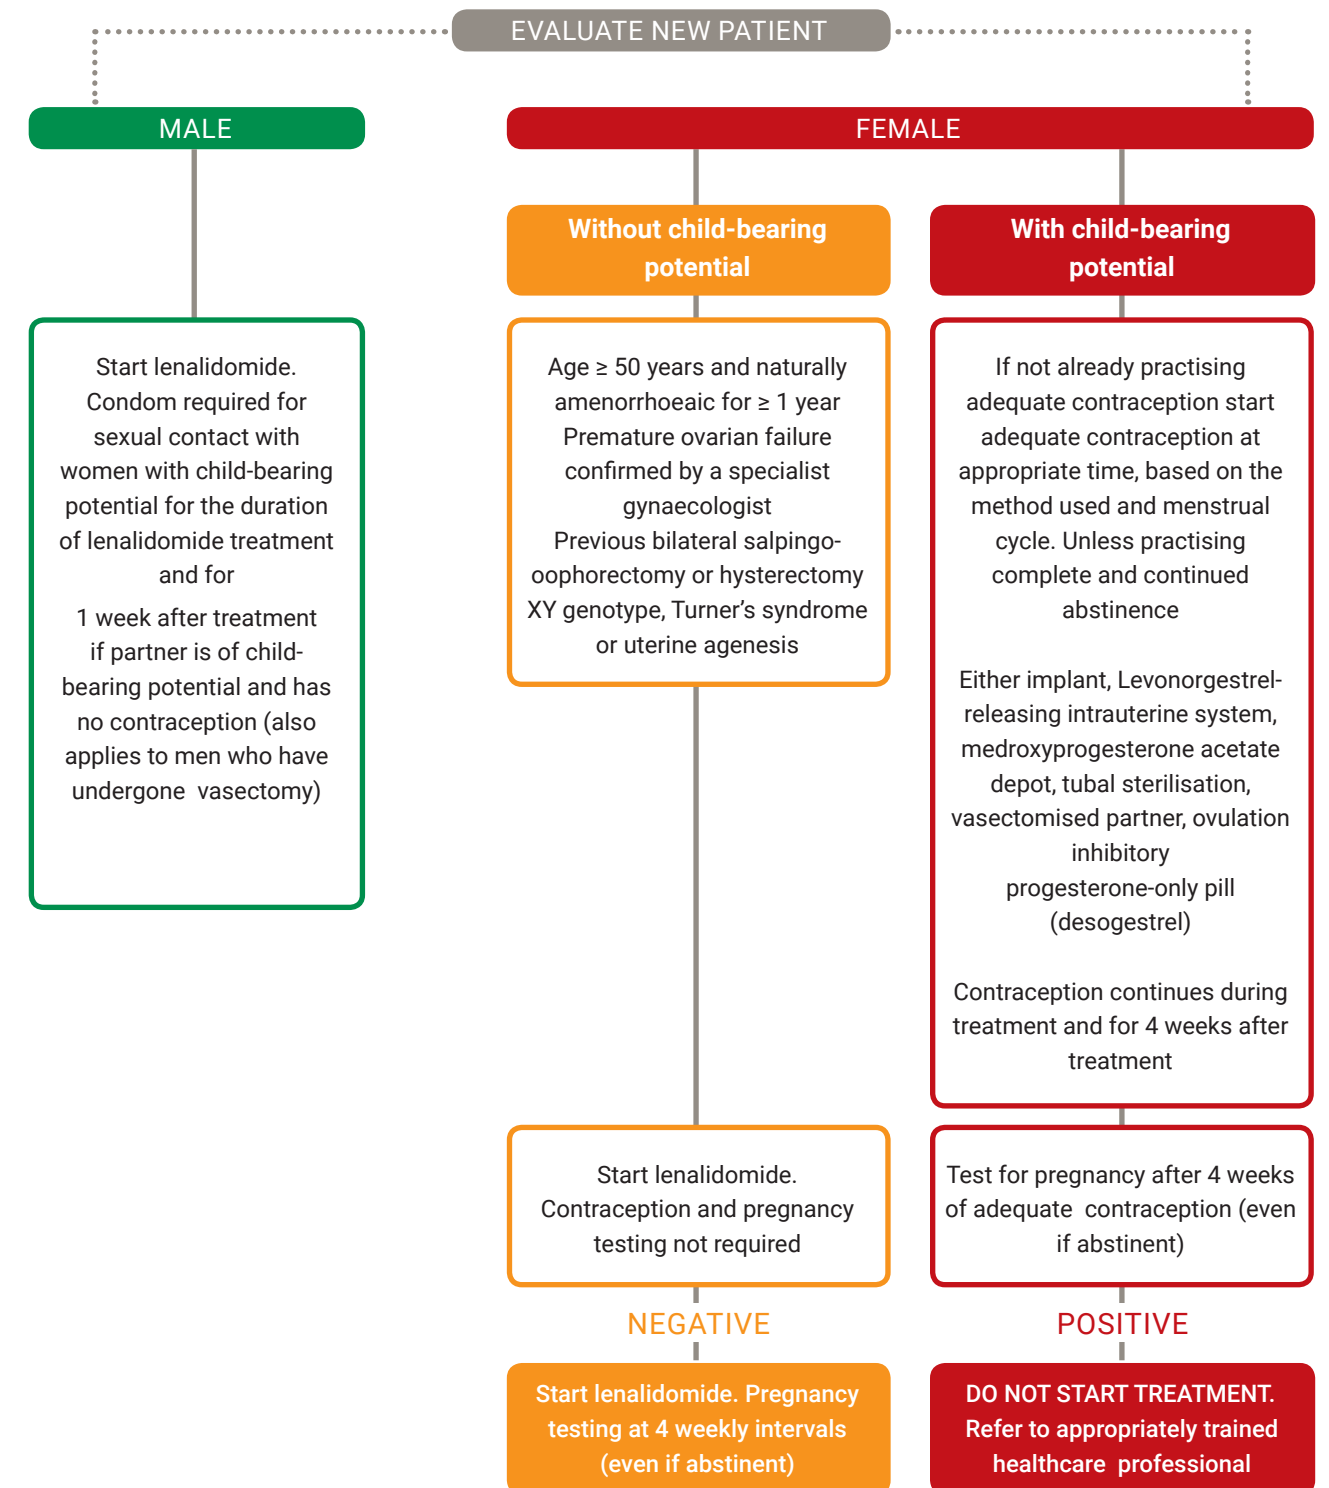 EVALUATE NEW PATIENT
MALE
Start lenalidomide.
Condom required for
sexual contact with
women with child-bearing
potential for the duration
of lenalidomide treatment
and for
1 week after treatment
if partner is of child-
bearing potential and has
no contraception (also
applies to men who have
undergone vasectomy)
FEMALE
Without child-bearing
potential
Age ≥ 50 years and naturally
amenorrhoeaic for ≥ 1 year
Premature ovarian failure
confirmed by a specialist
gynaecologist
Previous bilateral salpingo-
oophorectomy or hysterectomy
XY genotype, Turner's syndrome
or uterine agenesis
Start lenalidomide.
Contraception and pregnancy
testing not required
NEGATIVE
Start lenalidomide. Pregnancy
testing at 4 weekly intervals
(even if abstinent)
With child-bearing
potential
If not already practising
adequate contraception start
adequate contraception at
appropriate time, based on the
method used and menstrual
cycle. Unless practising
complete and continued
abstinence
Either implant, Levonorgestrel-
releasing intrauterine system,
medroxyprogesterone acetate
depot, tubal sterilisation,
vasectomised partner, ovulation
inhibitory
progesterone-only pill
(desogestrel)
Contraception continues during
treatment and for 4 weeks after
treatment
Test for pregnancy after 4 weeks
of adequate contraception (even
if abstinent)
POSITIVE
DO NOT START TREATMENT.
Refer to appropriately trained
healthcare professional